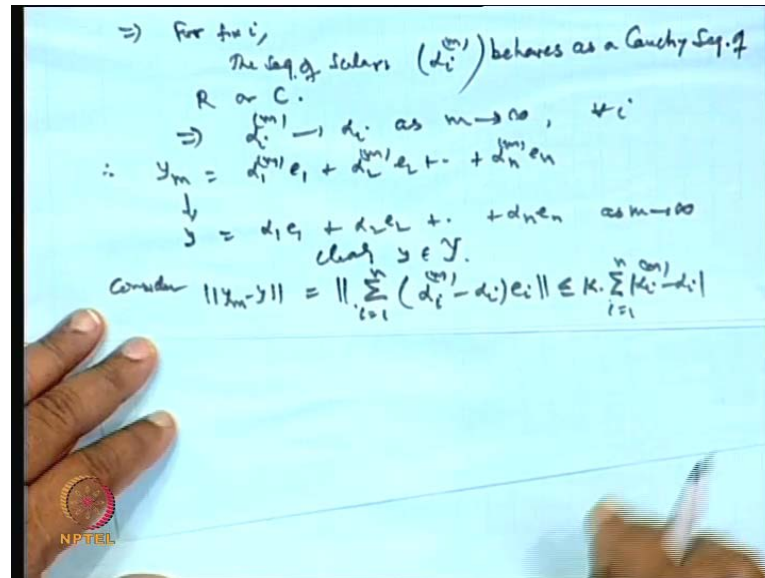 ⇒) For fix i,
The seq. of Scalars (α_i^(m)) behaves as a Cauchy Seq. of
R or C.
⇒) α_i^(m) → α_i as m → ∞, ∀ i
∴ y_m = α_1^(m) e_1 + α_2^(m) e_2 + .. + α_n^(m) e_n
↓
y = α_1 e_1 + α_2 e_2 + .. + α_n e_n as m → ∞
clear y ∈ Y.
Consider ||y_m - y|| = || Σ_{i=1}^n (α_i^(m) - α_i) e_i || ≤ K. Σ_{i=1}^n |α_i^(m) - α_i|
NPTEL